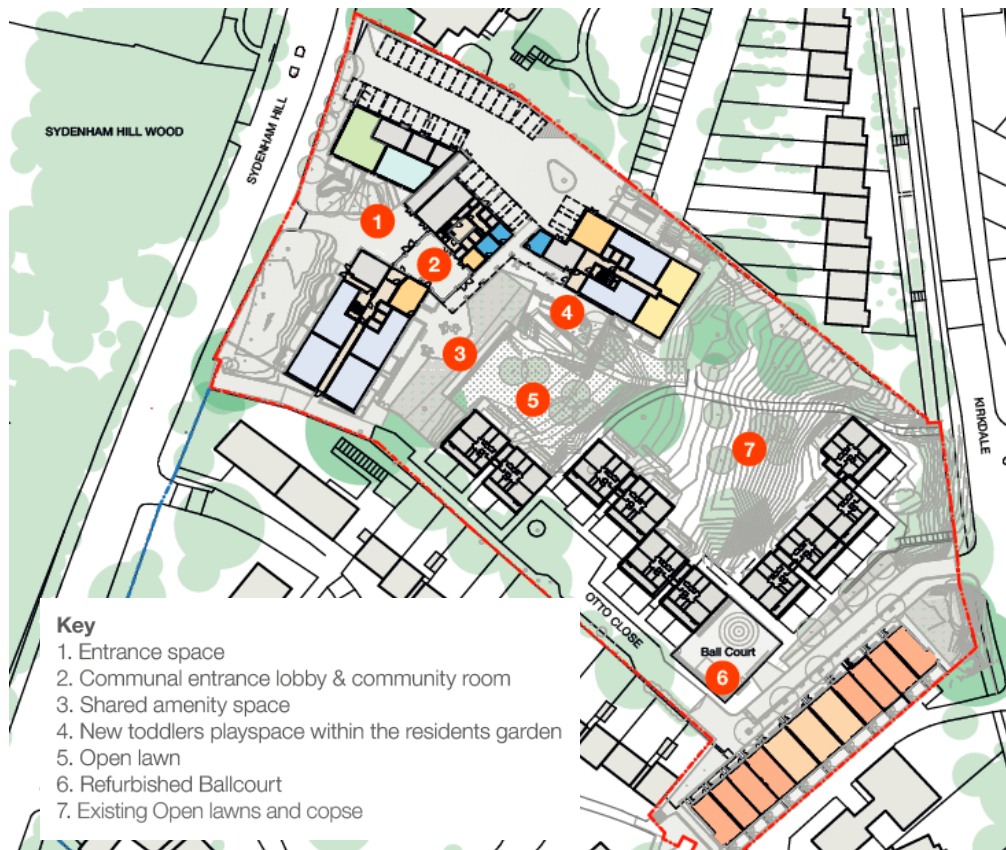 SYDENHAM HILL WOOD
SYDENHAM HILL
1
2
3
4
5
6
7
KIRKDALE
OTTO CLOSE
Ball Court
Key
1. Entrance space
2. Communal entrance lobby & community room
3. Shared amenity space
4. New toddlers playspace within the residents garden
5. Open lawn
6. Refurbished Ballcourt
7. Existing Open lawns and copse